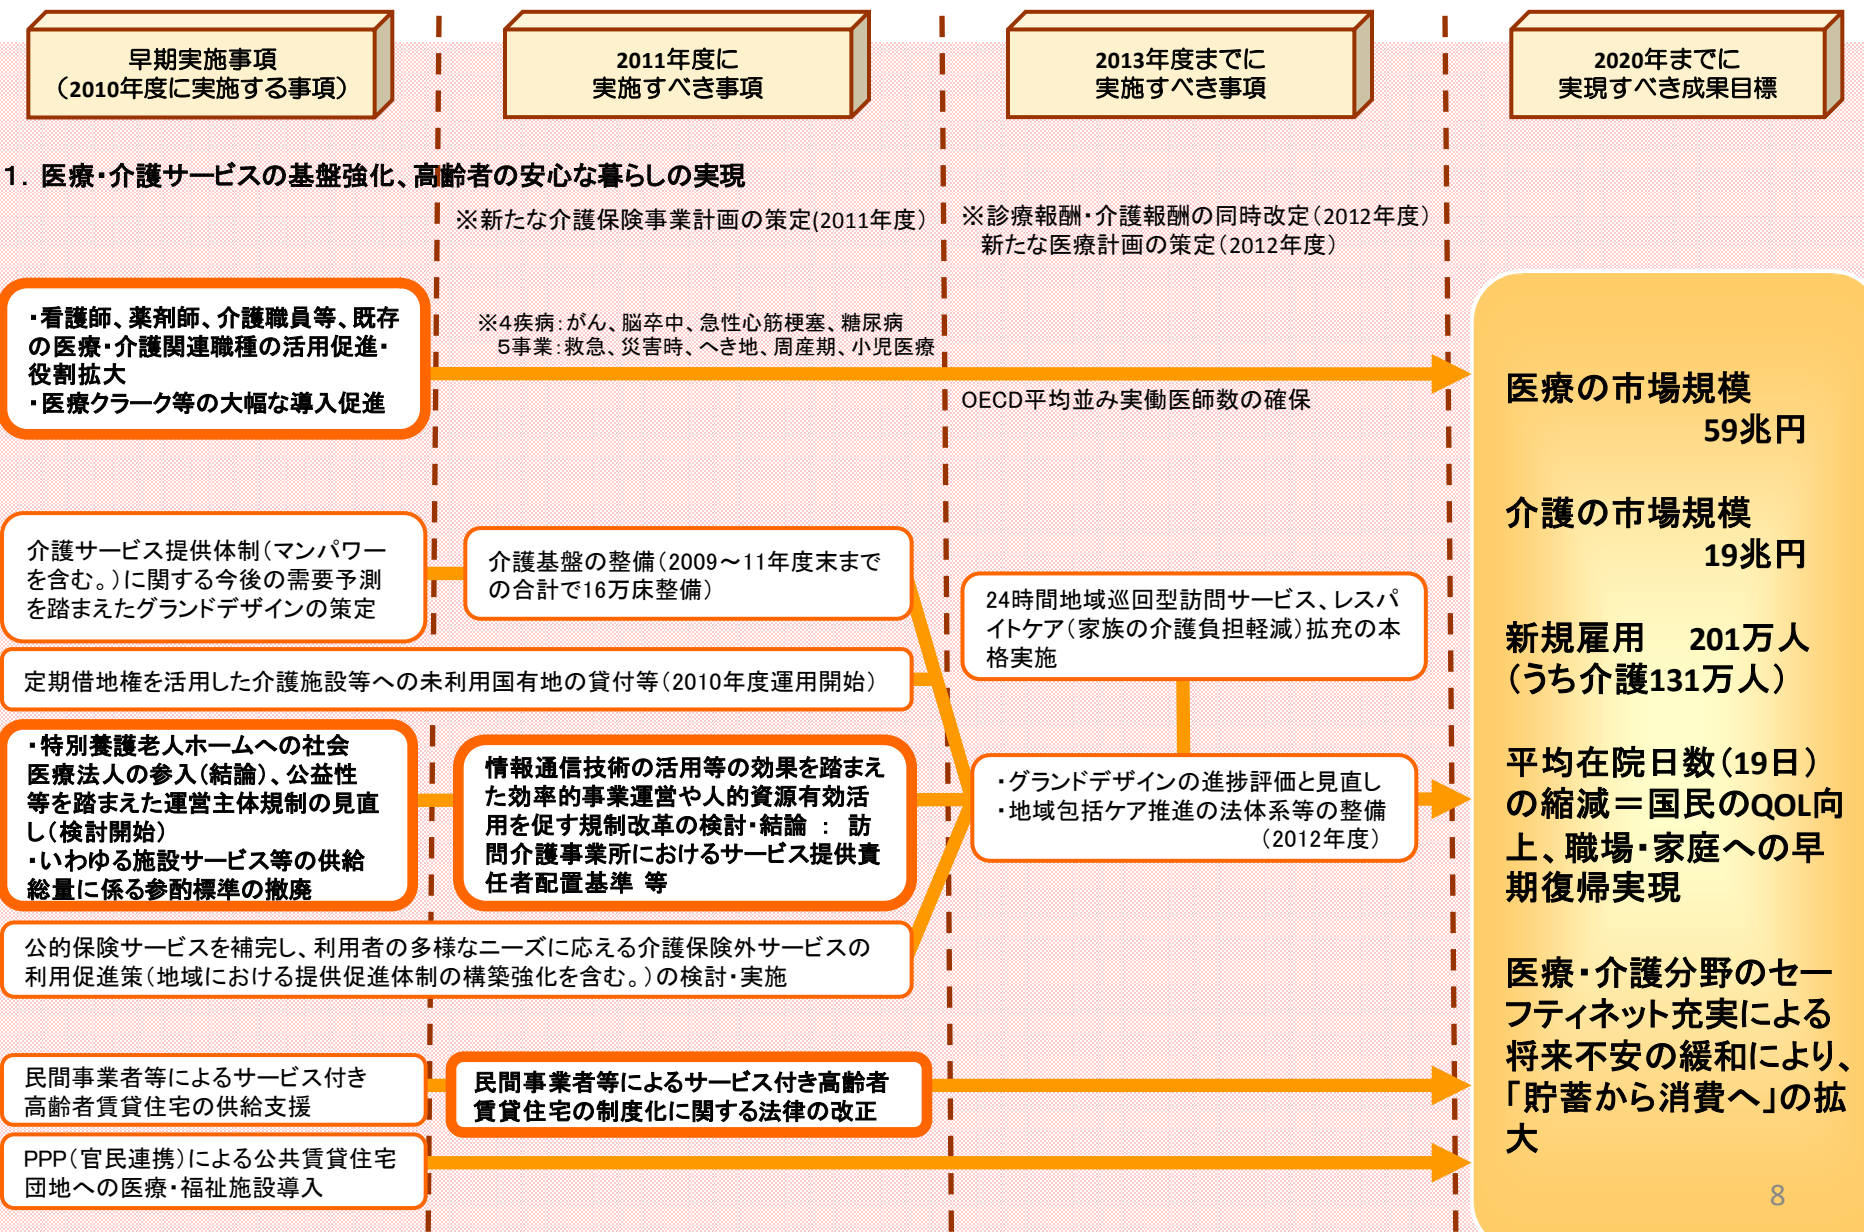 早期実施事項
（2010年度に実施する事項）
2011年度に
実施すべき事項
2013年度までに
実施すべき事項
2020年までに
実現すべき成果目標
１．医療・介護サービスの基盤強化、高齢者の安心な暮らしの実現
※新たな介護保険事業計画の策定(2011年度）
※診療報酬・介護報酬の同時改定（2012年度）
新たな医療計画の策定（2012年度）
・看護師、薬剤師、介護職員等、既存
の医療・介護関連職種の活用促進・
役割拡大
・医療クラーク等の大幅な導入促進
※４疾病：がん、脳卒中、急性心筋梗塞、糖尿病
５事業：救急、災害時、へき地、周産期、小児医療
OECD平均並み実働医師数の確保
介護サービス提供体制（マンパワー
を含む。）に関する今後の需要予測
を踏まえたグランドデザインの策定
介護基盤の整備（2009～11年度末まで
の合計で16万床整備）
24時間地域巡回型訪問サービス、レスパ
イトケア（家族の介護負担軽減）拡充の本
格実施
定期借地権を活用した介護施設等への未利用国有地の貸付等（2010年度運用開始）
・特別養護老人ホームへの社会
医療法人の参入（結論）、公益性
等を踏まえた運営主体規制の見直
し（検討開始）
・いわゆる施設サービス等の供給
総量に係る参酌標準の撤廃
情報通信技術の活用等の効果を踏まえ
た効率的事業運営や人的資源有効活
用を促す規制改革の検討・結論 ： 訪
問介護事業所におけるサービス提供責
任者配置基準 等
・グランドデザインの進捗評価と見直し
・地域包括ケア推進の法体系等の整備
（2012年度）
公的保険サービスを補完し、利用者の多様なニーズに応える介護保険外サービスの
利用促進策（地域における提供促進体制の構築強化を含む。）の検討・実施
民間事業者等によるサービス付き
高齢者賃貸住宅の供給支援
民間事業者等によるサービス付き高齢者
賃貸住宅の制度化に関する法律の改正
PPP（官民連携）による公共賃貸住宅
団地への医療・福祉施設導入
医療の市場規模
59兆円
介護の市場規模
19兆円
新規雇用　201万人
（うち介護131万人）
平均在院日数（19日）
の縮減＝国民のQOL向
上、職場・家庭への早
期復帰実現
医療・介護分野のセー
フティネット充実による
将来不安の緩和により、
「貯蓄から消費へ」の拡
大
8